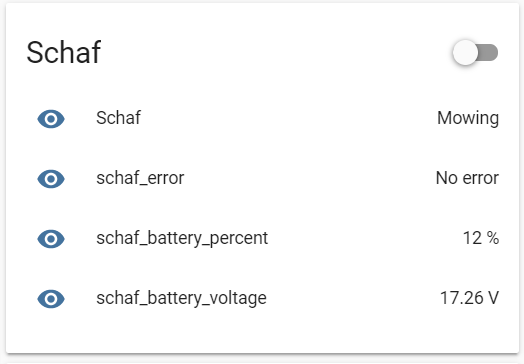 Schaf
Schaf Mowing
schaf_error No error
schaf_battery_percent 12 %
schaf_battery_voltage 17.26 V